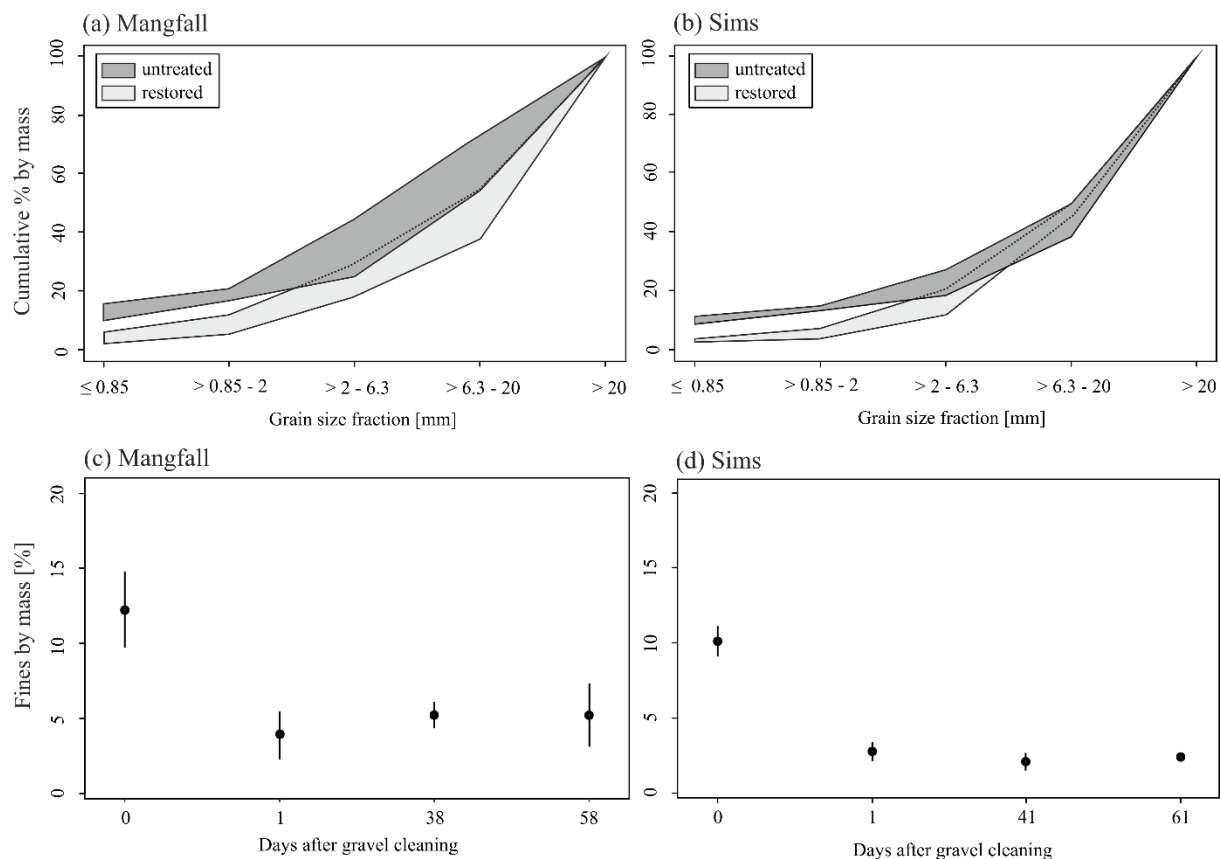 (a) Mangfall
(b) Sims
Cumulative % by mass
100
80
60
40
20
0
untreated
restored
≤ 0.85
> 0.85 - 2
> 2 - 6.3
> 6.3 - 20
> 20
Grain size fraction [mm]
100
80
60
40
20
0
untreated
restored
≤ 0.85
> 0.85 - 2
> 2 - 6.3
> 6.3 - 20
> 20
Grain size fraction [mm]
(c) Mangfall
(d) Sims
Fines by mass [%]
20
15
10
5
0
0
1
38
58
Days after gravel cleaning
20
15
10
5
0
0
1
41
61
Days after gravel cleaning